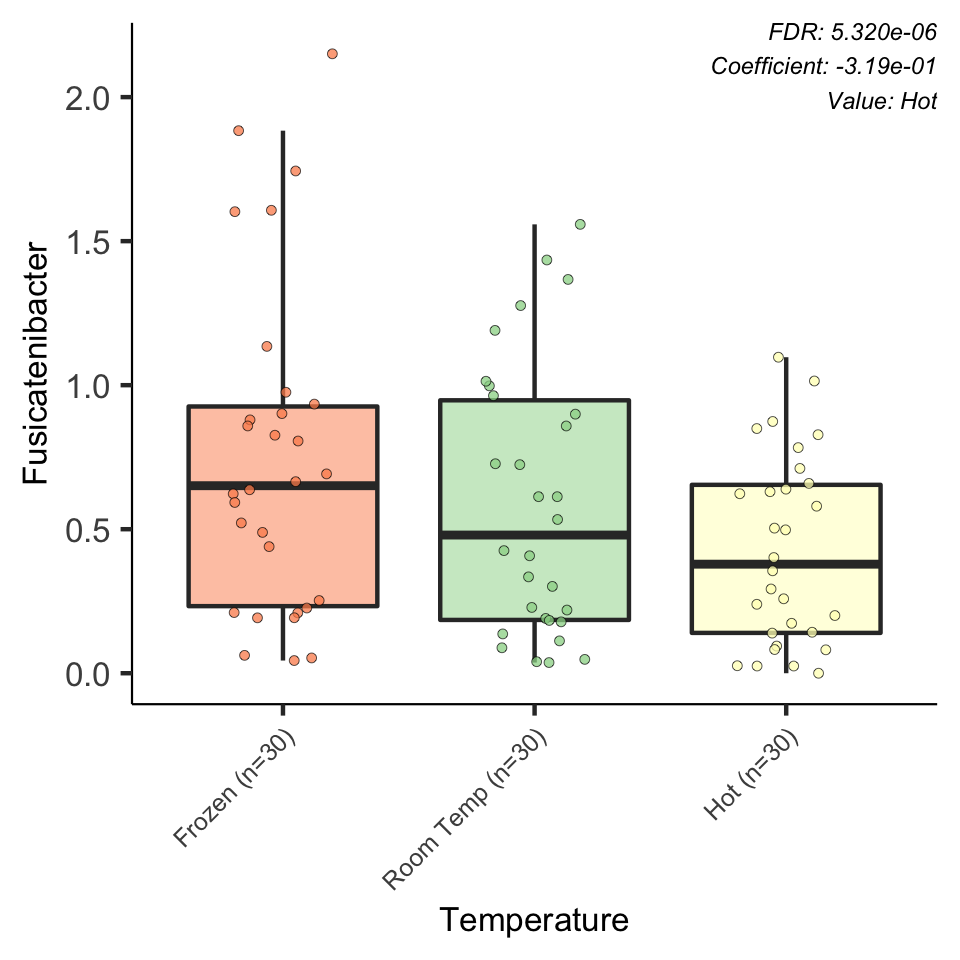 FDR: 5.320e-06
Coefficient: -3.19e-01
Value: Hot
Fusicatenibacter
2.0
1.5
1.0
0.5
0.0
Frozen (n=30)
Room Temp (n=30)
Hot (n=30)
Temperature